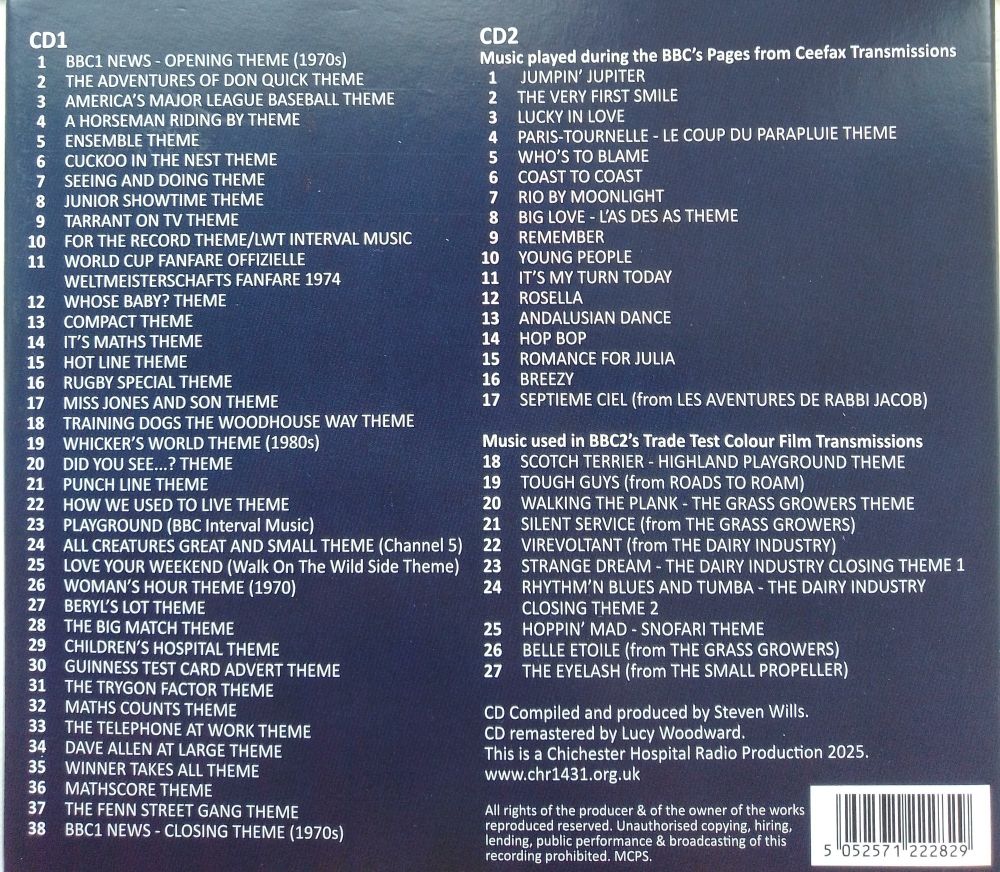 CD1
1 BBC1 NEWS - OPENING THEME (1970s)
2 THE ADVENTURES OF DON QUICK THEME
3 AMERICA'S MAJOR LEAGUE BASEBALL THEME
4 A HORSEMAN RIDING BY THEME
5 ENSEMBLE THEME
6 CUCKOO IN THE NEST THEME
7 SEEING AND DOING THEME
8 JUNIOR SHOWTIME THEME
9 TARRANT ON TV THEME
10 FOR THE RECORD THEME/LWT INTERVAL MUSIC
11 WORLD CUP FANFARE OFFIZIELLE
WELTMEISTERSCHAFTS FANFARE 1974
12 WHOSE BABY? THEME
13 COMPACT THEME
14 IT'S MATHS THEME
15 HOT LINE THEME
16 RUGBY SPECIAL THEME
17 MISS JONES AND SON THEME
18 TRAINING DOGS THE WOODHOUSE WAY THEME
19 WHICKER'S WORLD THEME (1980s)
20 DID YOU SEE...? THEME
21 PUNCH LINE THEME
22 HOW WE USED TO LIVE THEME
23 PLAYGROUND (BBC Interval Music)
24 ALL CREATURES GREAT AND SMALL THEME (Channel 5)
25 LOVE YOUR WEEKEND (Walk On The Wild Side Theme)
26 WOMAN'S HOUR THEME (1970)
27 BERYL'S LOT THEME
28 THE BIG MATCH THEME
29 CHILDREN'S HOSPITAL THEME
30 GUINNESS TEST CARD ADVERT THEME
31 THE TRYGON FACTOR THEME
32 MATHS COUNTS THEME
33 THE TELEPHONE AT WORK THEME
34 DAVE ALLEN AT LARGE THEME
35 WINNER TAKES ALL THEME
36 MATHSCORE THEME
37 THE FENN STREET GANG THEME
38 BBC1 NEWS - CLOSING THEME (1970s)
CD2
Music played during the BBC's Pages from Ceefax Transmissions
1 JUMPIN' JUPITER
2 THE VERY FIRST SMILE
3 LUCKY IN LOVE
4 PARIS-TOURNELLE - LE COUP DU PARAPLUIE THEME
5 WHO'S TO BLAME
6 COAST TO COAST
7 RIO BY MOONLIGHT
8 BIG LOVE - L'AS DES AS THEME
9 REMEMBER
10 YOUNG PEOPLE
11 IT'S MY TURN TODAY
12 ROSELLA
13 ANDALUSIAN DANCE
14 HOP BOP
15 ROMANCE FOR JULIA
16 BREEZY
17 SEPTIEME CIEL (from LES AVENTURES DE RABBI JACOB)
Music used in BBC2's Trade Test Colour Film Transmissions
18 SCOTCH TERRIER - HIGHLAND PLAYGROUND THEME
19 TOUGH GUYS (from ROADS TO ROAM)
20 WALKING THE PLANK - THE GRASS GROWERS THEME
21 SILENT SERVICE (from THE GRASS GROWERS)
22 VIREVOLTANT (from THE DAIRY INDUSTRY)
23 STRANGE DREAM - THE DAIRY INDUSTRY CLOSING THEME 1
24 RHYTHM'N BLUES AND TUMBA - THE DAIRY INDUSTRY
CLOSING THEME 2
25 HOPPIN' MAD - SNOFARI THEME
26 BELLE ETOILE (from THE GRASS GROWERS)
27 THE EYELASH (from THE SMALL PROPELLER)
CD Compiled and produced by Steven Wills.
CD remastered by Lucy Woodward.
This is a Chichester Hospital Radio Production 2025.
www.chr1431.org.uk
All rights of the producer & of the owner of the works
reproduced reserved. Unauthorised copying, hiring,
lending, public performance & broadcasting of this
recording prohibited. MCPS.
5 052571 222829